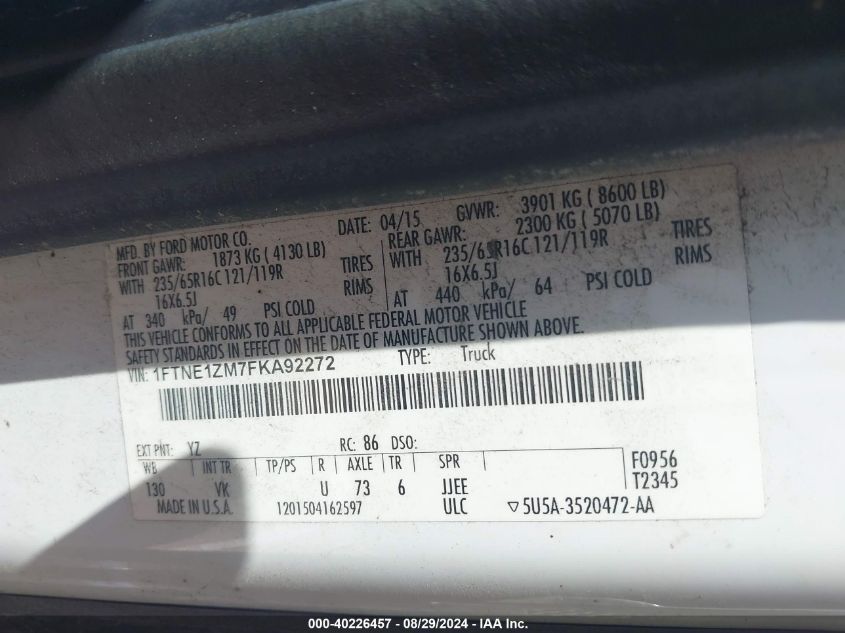 MFD. BY FORD MOTOR CO. DATE: 04/15 GVWR: 3901 KG ( 8600 LB)
FRONT GAWR: 1873 KG ( 4130 LB) REAR GAWR: 2300 KG ( 5070 LB)
WITH 235/65R16C 121/119R TIRES WITH 235/65R16C 121/119R TIRES
16X6.5J RIMS 16X6.5J RIMS
AT 340 kPa/ 49 PSI COLD AT 440 kPa/ 64 PSI COLD
THIS VEHICLE CONFORMS TO ALL APPLICABLE FEDERAL MOTOR VEHICLE
SAFETY STANDARDS IN EFFECT ON THE DATE OF MANUFACTURE SHOWN ABOVE.
VIN: 1FTNE1ZM7FKA92272 TYPE: Truck
EXT PNT: YZ RC: 86 DSO:
WB INT TR TP/PS R AXLE TR SPR F0956
130 VK U 73 6 JJEE T2345
MADE IN U.S.A. 1201504162597 ULC ▽5U5A-3520472-AA
000-40226457 - 08/29/2024 - IAA Inc.